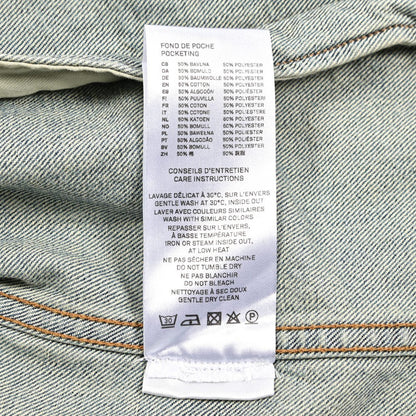 FOND DE POCHE
POCKETING
CS 50% BAVLNA 50% POLYESTER
DA 50% BOMULD 50% POLYESTER
DE 50% BAUMWOLLE 50% POLYESTER
EN 50% COTTON 50% POLYESTER
ES 50% ALGODÓN 50% POLIÉSTER
FI 50% PUUVILLA 50% POLYESTERI
FR 50% COTON 50% POLYESTER
IT 50% COTONE 50% POLIESTERE
NL 50% KATOEN 50% POLYESTER
NO 50% BOMULL 50% POLYESTER
PL 50% BAWEŁNA 50% POLIESTER
PT 50% ALGODÃO 50% POLIÉSTER
SV 50% BOMULL 50% POLYESTER
ZH 50% 棉 50%
CONSEILS D'ENTRETIEN
CARE INSTRUCTIONS
LAVAGE DÉLICAT À 30°C, SUR L'ENVERS
GENTLE WASH AT 30°C, INSIDE OUT
LAVER AVEC COULEURS SIMILAIRES
WASH WITH SIMILAR COLORS
REPASSER SUR L'ENVERS,
À BASSE TEMPÉRATURE
IRON OR STEAM INSIDE OUT,
AT LOW HEAT
NE PAS SÉCHER EN MACHINE
DO NOT TUMBLE DRY
NE PAS BLANCHIR
DO NOT BLEACH
NETTOYAGE À SEC DOUX
GENTLE DRY CLEAN
30 P